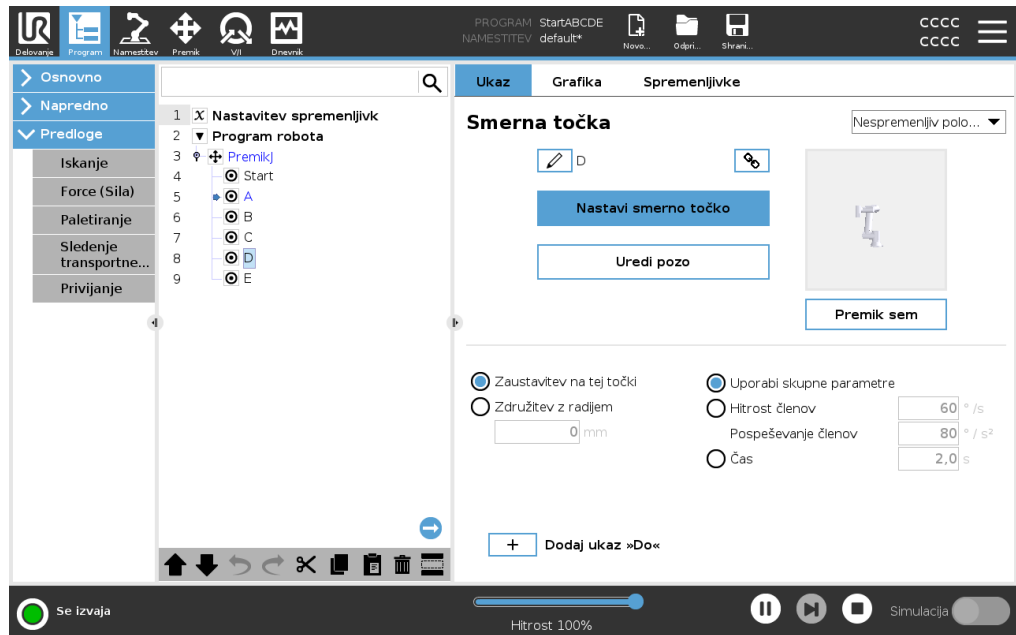 UR
PROGRAM StartABCDE
NAMESTITEV default*
CCCC
CCCC
Delovanje Program Namestitev Premik V/I Dnevnik Novo... Odpri... Shrani...
Osnovno
Napredno
Predloge
Iskanje
Force (Sila)
Paletiranje
Sledenje
transportne...
Privijanje
1 X Nastavitev spremenljivk
2 Program robota
3 PremikJ
4 Start
5 A
6 B
7 C
8 D
9 E
Ukaz Grafika Spremenljivke
Smerna točka
Nespremenljiv polo...
D
Nastavi smerno točko
Uredi pozo
Premik sem
Zaustavitev na tej točki
Združitev z radijem
0 mm
Uporabi skupne parametre
Hitrost členov 60 ° /s
Pospeševanje členov 80 ° / s²
Čas 2,0 s
+ Dodaj ukaz »Do«
Se izvaja
Hitrost 100%
Simulacija